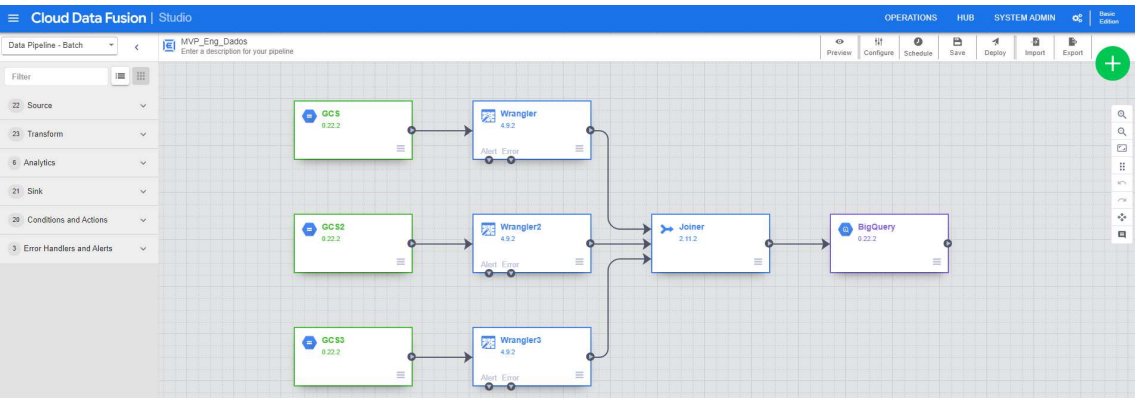 Cloud Data Fusion | Studio
OPERATIONS HUB SYSTEM ADMIN Basic Edition
Data Pipeline - Batch
MVP_Eng_Dados
Enter a description for your pipeline
Preview Configure Schedule Save Deploy Import Export
Filter
22 Source
23 Transform
6 Analytics
21 Sink
20 Conditions and Actions
3 Error Handlers and Alerts
GCS
0.22.2
Wrangler
4.9.2
Alert Error
GCS2
0.22.2
Wrangler2
4.9.2
Alert Error
Joiner
2.11.2
BigQuery
0.22.2
GCS3
0.22.2
Wrangler3
4.9.2
Alert Error